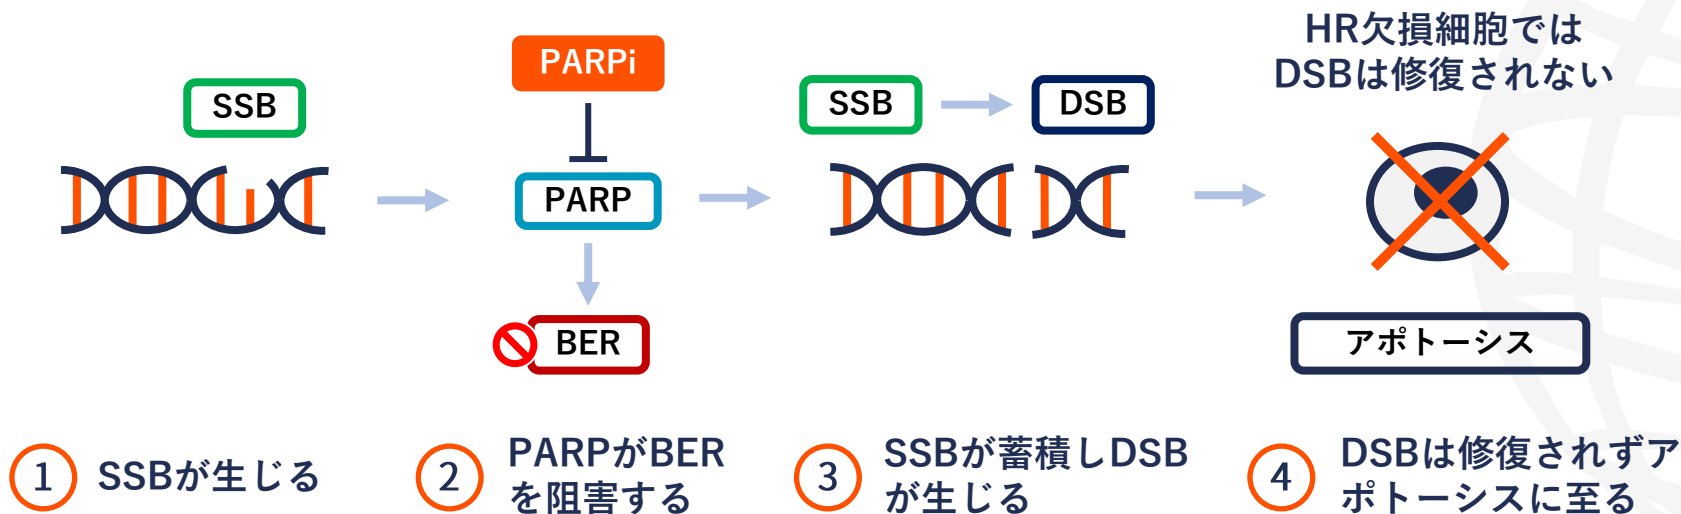 SSB
PARPi
PARP
BER
SSB
DSB
HR欠損細胞では
DSBは修復されない
アポトーシス
1 SSBが生じる
2 PARPがBER
を阻害する
3 SSBが蓄積しDSB
が生じる
4 DSBは修復されずア
ポトーシスに至る